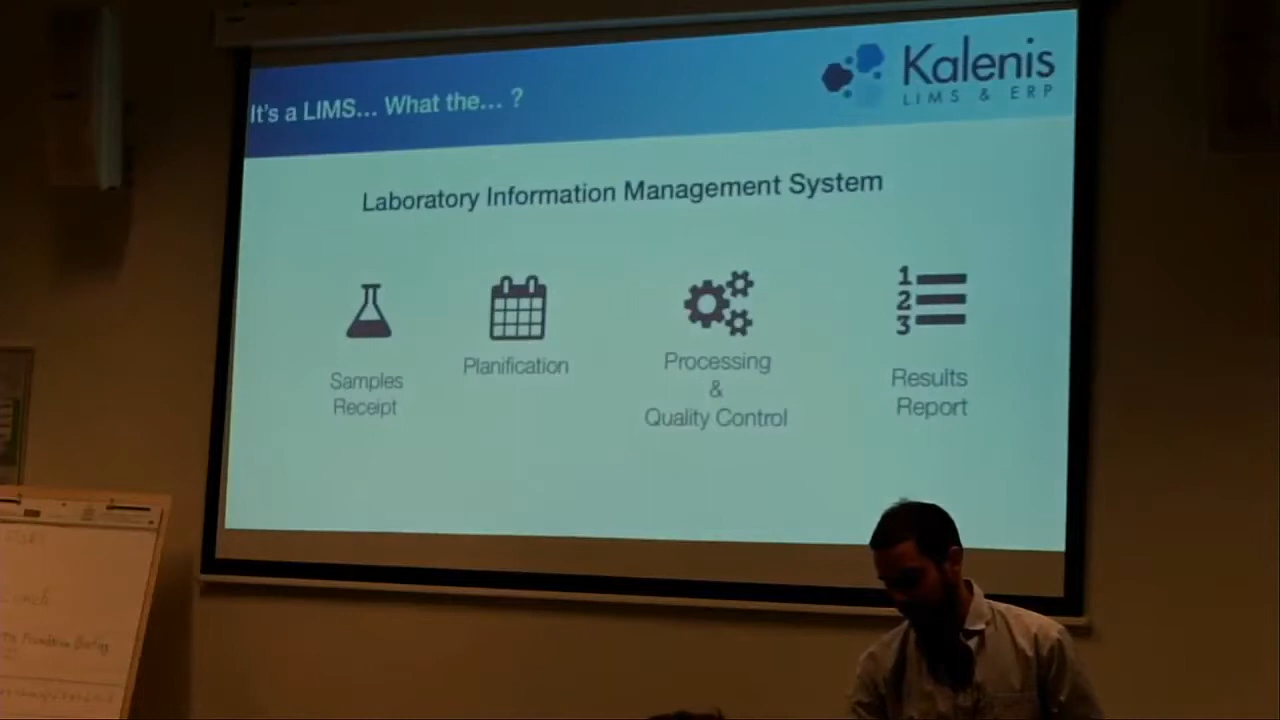 It's a LIMS... What the... ?
Kalenis
LIMS & ERP
Laboratory Information Management System
1
2
3
Samples
Receipt
Planification
Processing
&
Quality Control
Results
Report